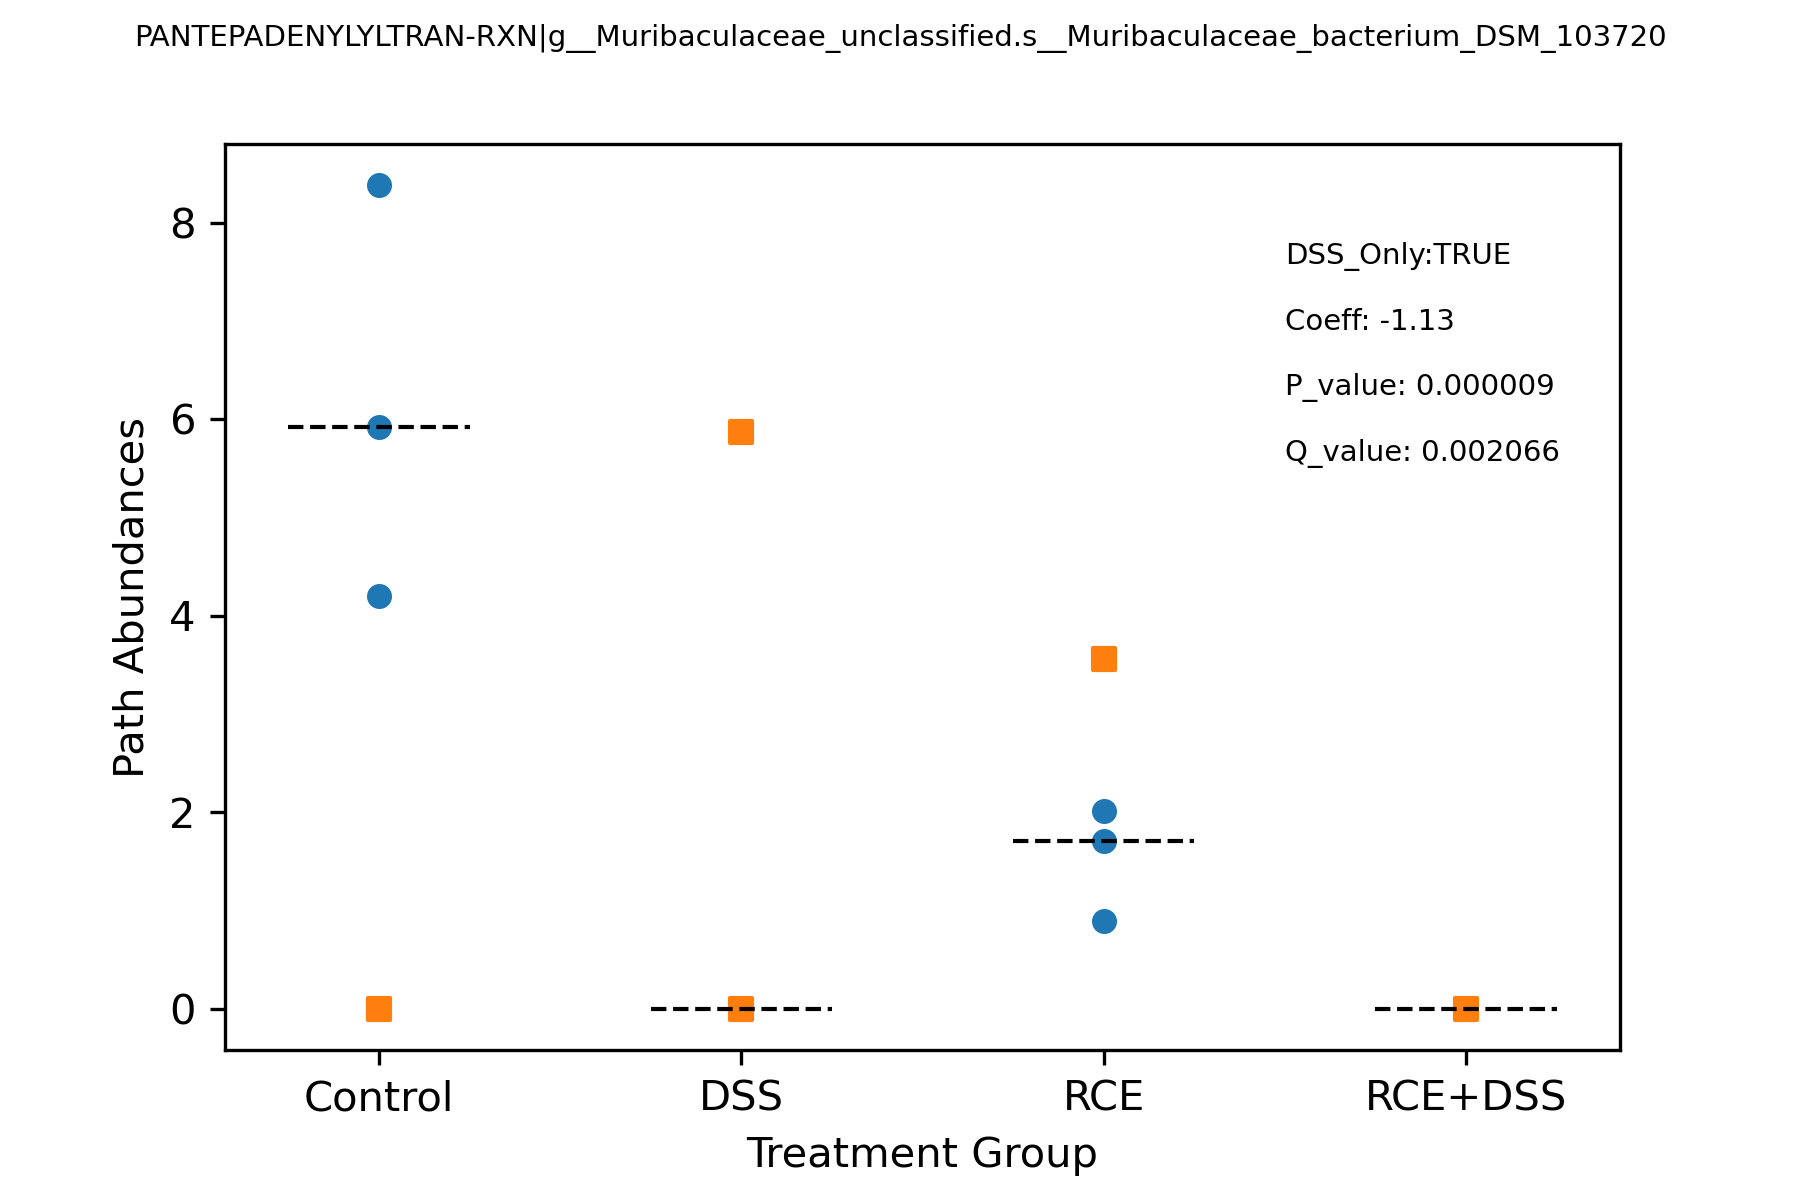 PANTEPADENYLYLTRAN-RXN|g__Muribaculaceae_unclassified.s__Muribaculaceae_bacterium_DSM_103720
DSS_Only:TRUE
Coeff: -1.13
P_value: 0.000009
Q_value: 0.002066
Path Abundances
8
6
4
2
0
Control DSS RCE RCE+DSS
Treatment Group